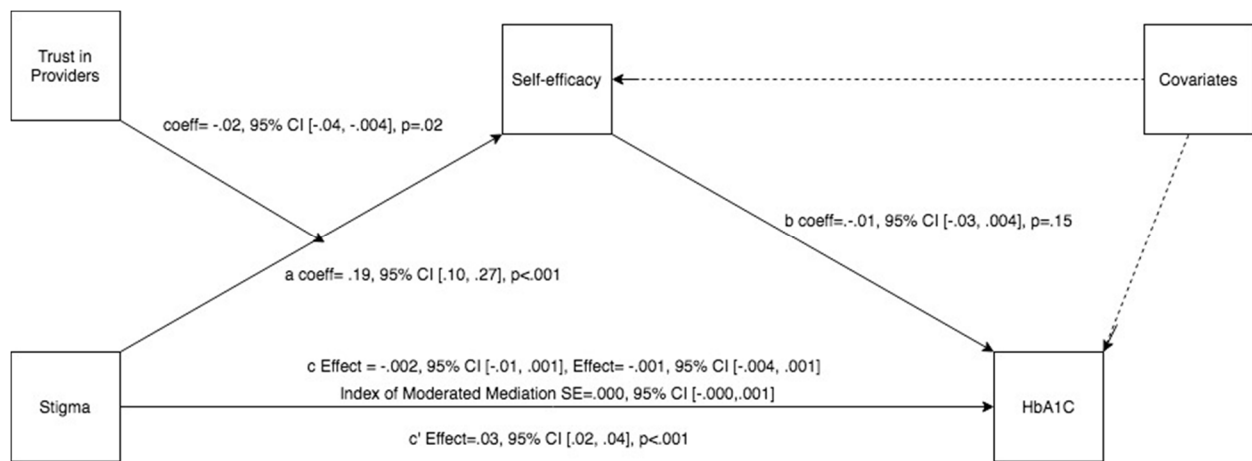 Trust in
Providers
Self-efficacy
Covariates
coeff= -.02, 95% CI [-.04, -.004], p=.02
b coeff=.-.01, 95% CI [-.03, .004], p=.15
a coeff= .19, 95% CI [.10, .27], p<.001
c Effect = -.002, 95% CI [-.01, .001], Effect= -.001, 95% CI [-.004, .001]
Index of Moderated Mediation SE=.000, 95% CI [-.000,.001]
Stigma
HbA1C
c' Effect=.03, 95% CI [.02, .04], p<.001